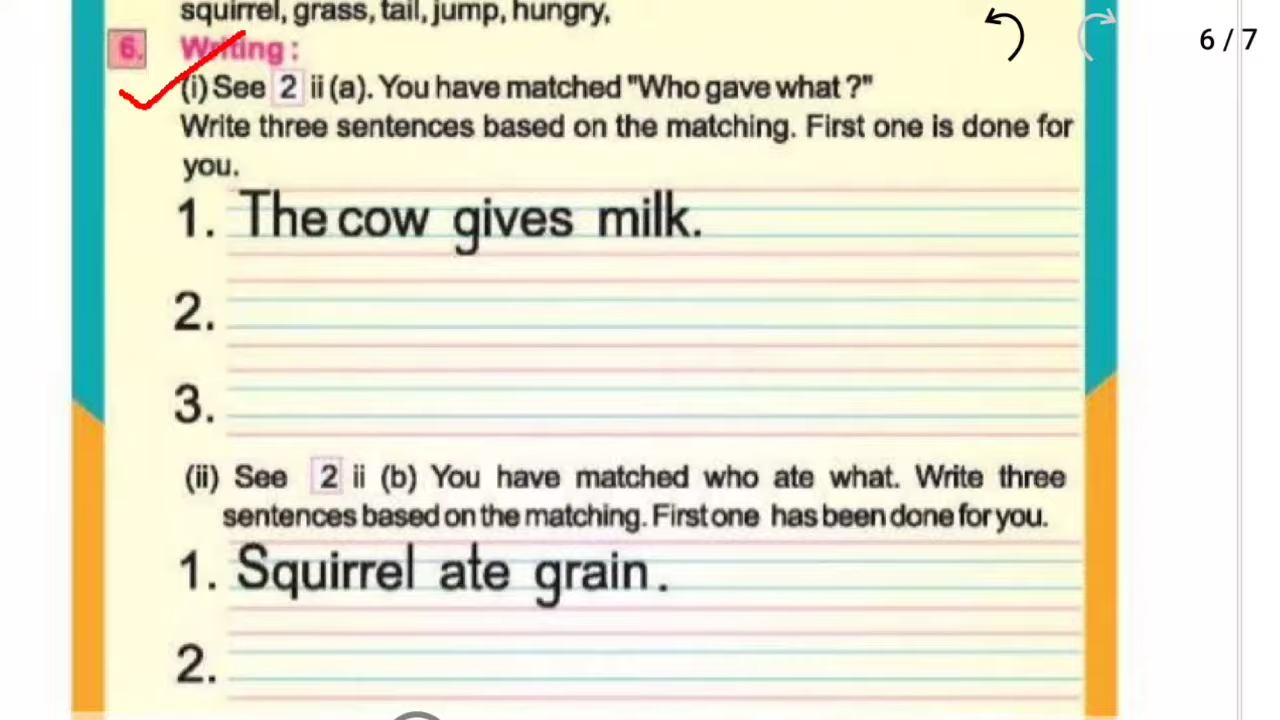 squirrel, grass, tail, jump, hungry,
6 / 7
6. Writing :
(i) See 2 ii (a). You have matched "Who gave what ?"
Write three sentences based on the matching. First one is done for
you.
1. The cow gives milk.
2.
3.
(ii) See 2 ii (b) You have matched who ate what. Write three
sentences based on the matching. First one has been done for you.
1. Squirrel ate grain.
2.